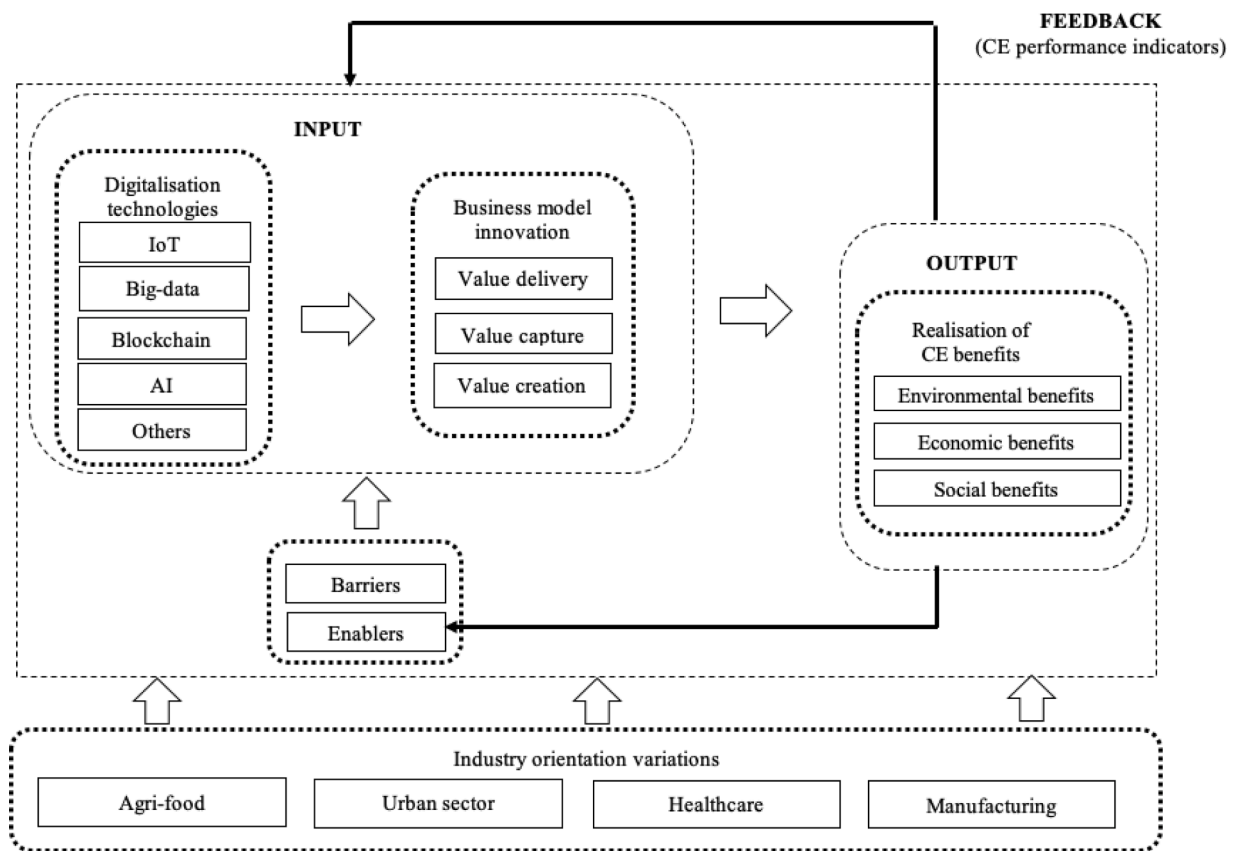 FEEDBACK
(CE performance indicators)
INPUT
Digitalisation
technologies
IoT
Big-data
Blockchain
AI
Others
Business model
innovation
Value delivery
Value capture
Value creation
OUTPUT
Realisation of
CE benefits
Environmental benefits
Economic benefits
Social benefits
Barriers
Enablers
Industry orientation variations
Agri-food
Urban sector
Healthcare
Manufacturing